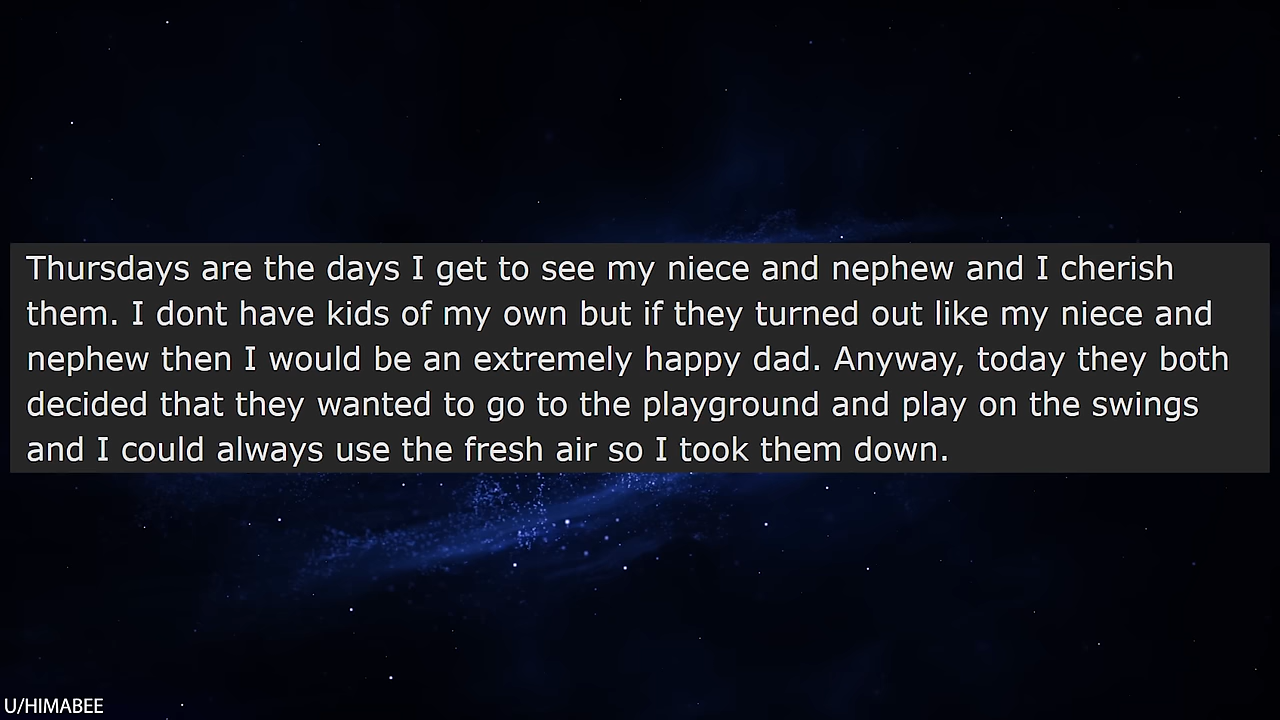 Thursdays are the days I get to see my niece and nephew and I cherish
them. I dont have kids of my own but if they turned out like my niece and
nephew then I would be an extremely happy dad. Anyway, today they both
decided that they wanted to go to the playground and play on the swings
and I could always use the fresh air so I took them down.
U/HIMABEE